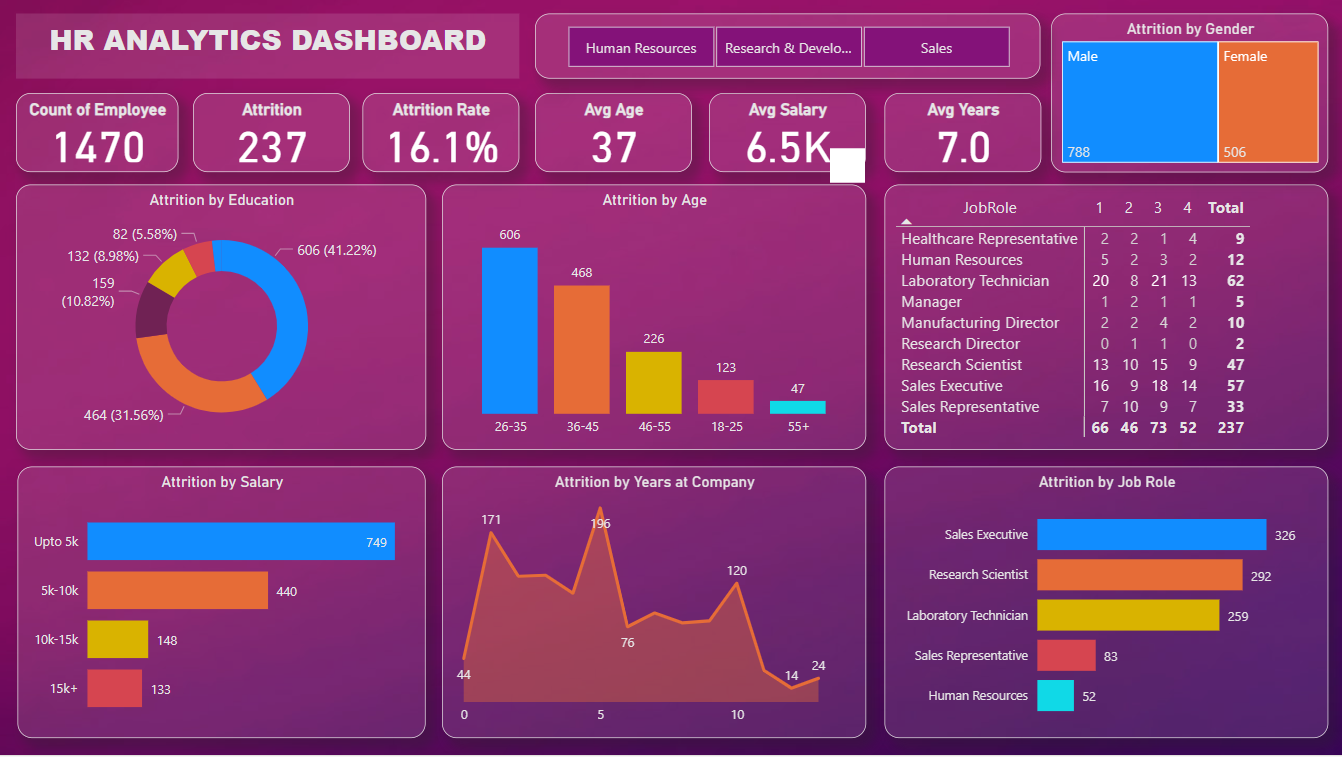 HR ANALYTICS DASHBOARD
Human Resources
Research & Develo...
Sales
Attrition by Gender
Male
788
Female
506
Count of Employee
1470
Attrition
237
Attrition Rate
16.1%
Avg Age
37
Avg Salary
6.5K
Avg Years
7.0
Attrition by Education
82 (5.58%)
132 (8.98%)
159
(10.82%)
464 (31.56%)
606 (41.22%)
Attrition by Age
606
468
226
123
47
26-35 36-45 46-55 18-25 55+
JobRole 1 2 3 4 Total
Healthcare Representative 2 2 1 4 9
Human Resources 5 2 3 2 12
Laboratory Technician 20 8 21 13 62
Manager 1 2 1 1 5
Manufacturing Director 2 2 4 2 10
Research Director 0 1 1 0 2
Research Scientist 13 10 15 9 47
Sales Executive 16 9 18 14 57
Sales Representative 7 10 9 7 33
Total 66 46 73 52 237
Attrition by Salary
Upto 5k 749
5k-10k 440
10k-15k 148
15k+ 133
Attrition by Years at Company
171
196
120
76
44
14
24
0 5 10
Attrition by Job Role
Sales Executive 326
Research Scientist 292
Laboratory Technician 259
Sales Representative 83
Human Resources 52